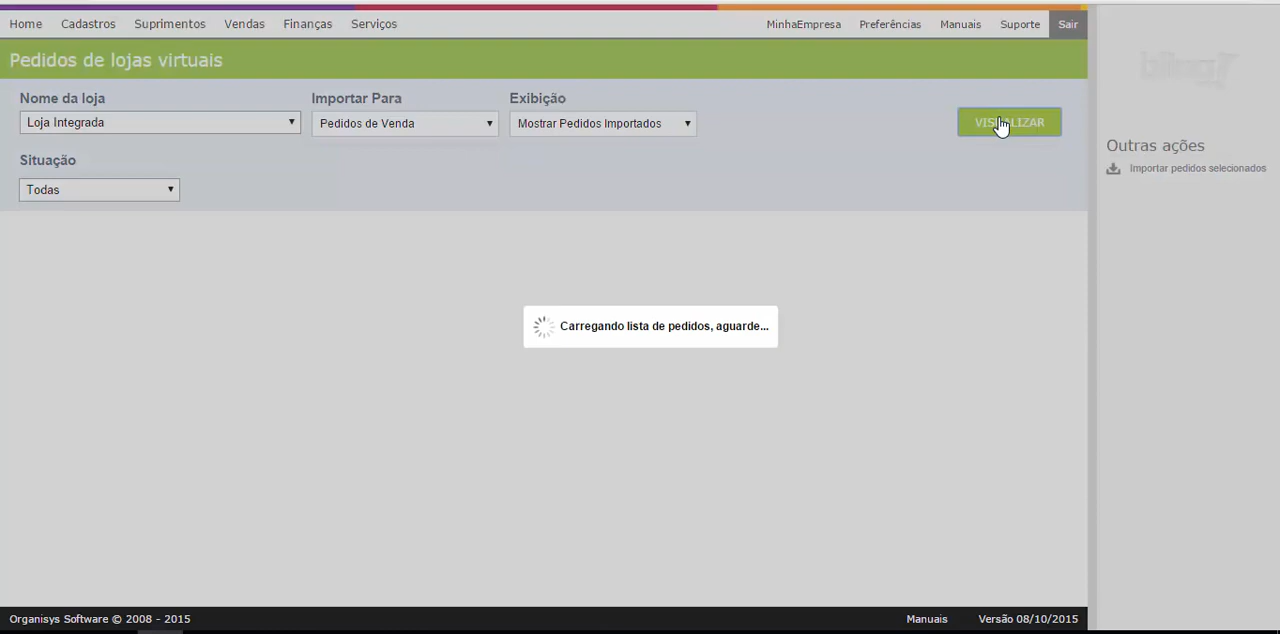 Home Cadastros Suprimentos Vendas Finanças Serviços MinhaEmpresa Preferências Manuais Suporte Sair
Pedidos de lojas virtuais
Nome da loja Importar Para Exibição
Loja Integrada Pedidos de Venda Mostrar Pedidos Importados VISUALIZAR
Situação
Todas
Outras ações
Importar pedidos selecionados
Carregando lista de pedidos, aguarde...
Organisys Software © 2008 - 2015 Manuais Versão 08/10/2015